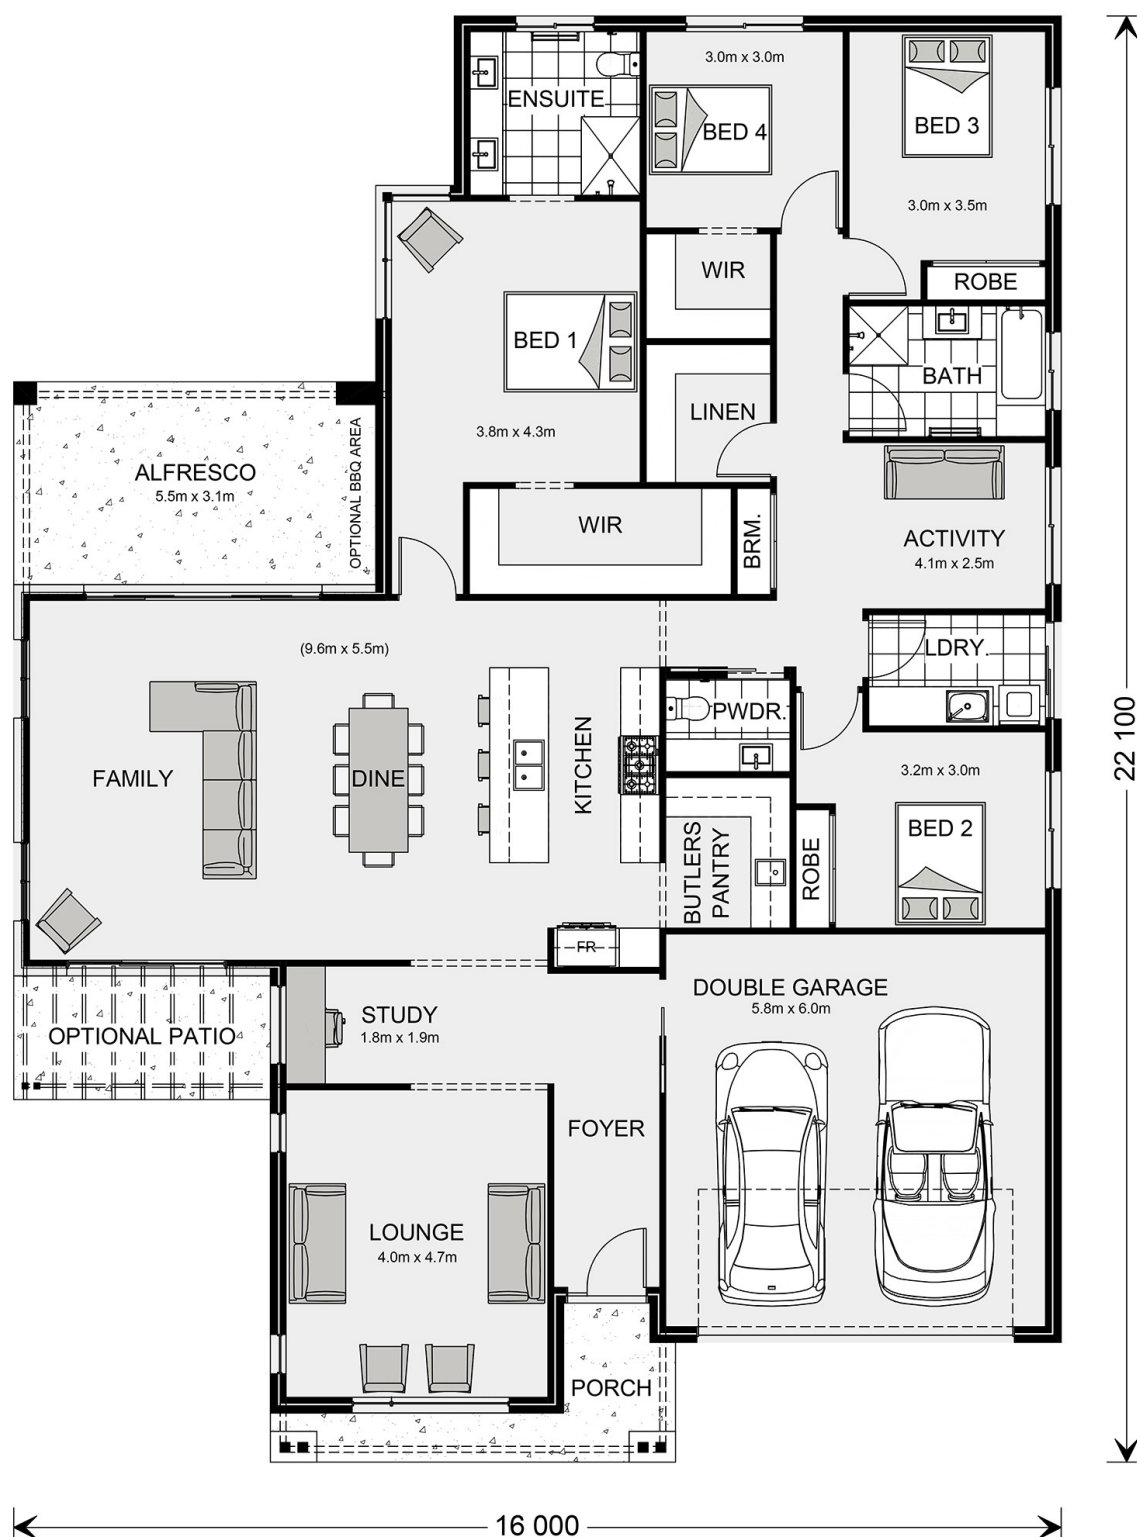 3.0m x 3.0m
ENSUITE
BED 4
BED 3
3.0m x 3.5m
WIR
ROBE
BED 1
BATH
LINEN
3.8m x 4.3m
ALFRESCO
5.5m x 3.1m
OPTIONAL BBQ AREA
WIR
BRM.
ACTIVITY
4.1m x 2.5m
(9.6m x 5.5m)
LDRY.
PWDR.
22 100
FAMILY
DINE
KITCHEN
3.2m x 3.0m
BED 2
BUTLERS
PANTRY
ROBE
FR
DOUBLE GARAGE
5.8m x 6.0m
STUDY
1.8m x 1.9m
OPTIONAL PATIO
FOYER
LOUNGE
4.0m x 4.7m
PORCH
16 000